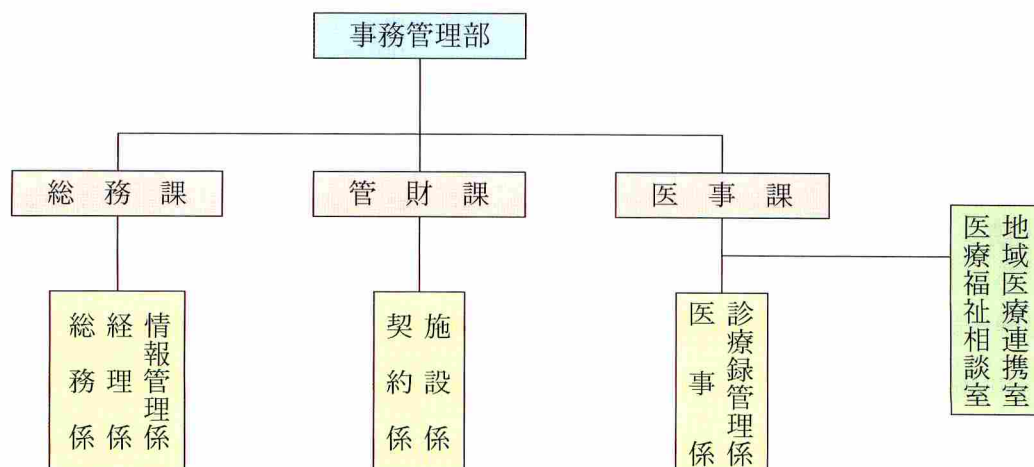 事務管理部
総務課
管財課
医事課
地域医療連携室
医療福祉相談室
情報管理係
経理係
総務係
施設係
契約係
診療録管理係
医事係